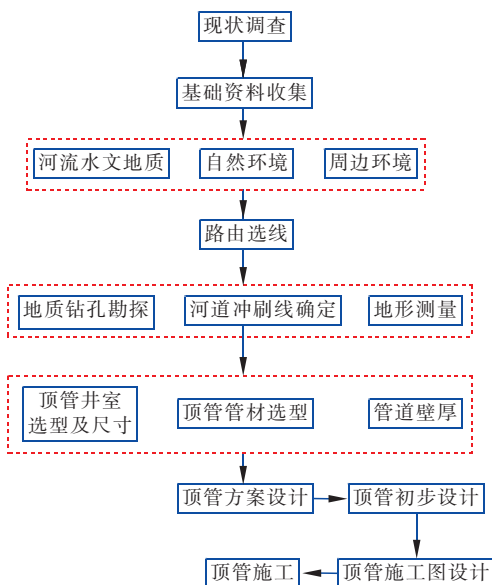 现状调查
基础资料收集
河流水文地质
自然环境
周边环境
路由选线
地质钻孔勘探
河道冲刷线确定
地形测量
顶管井室
选型及尺寸
顶管管材选型
管道壁厚
顶管方案设计
顶管初步设计
顶管施工
顶管施工图设计